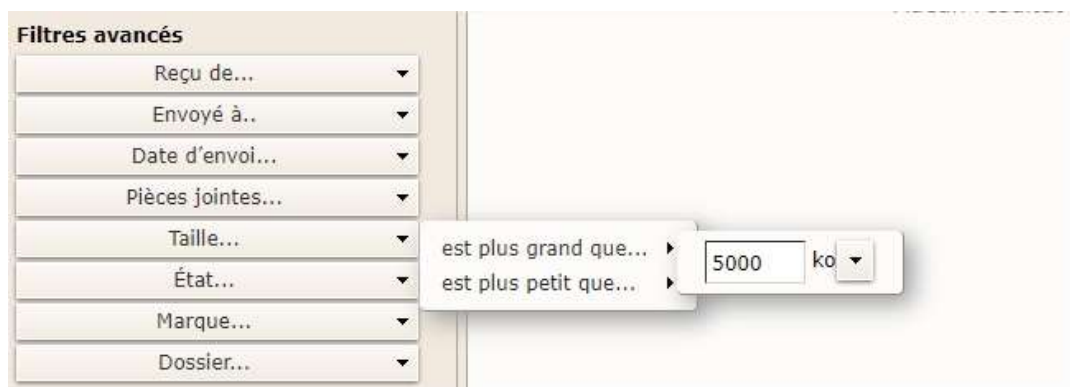 Filtres avancés
Reçu de...
Envoyé à..
Date d'envoi...
Pièces jointes...
Taille...
est plus grand que...
5000 ko
est plus petit que...
État...
Marque...
Dossier...